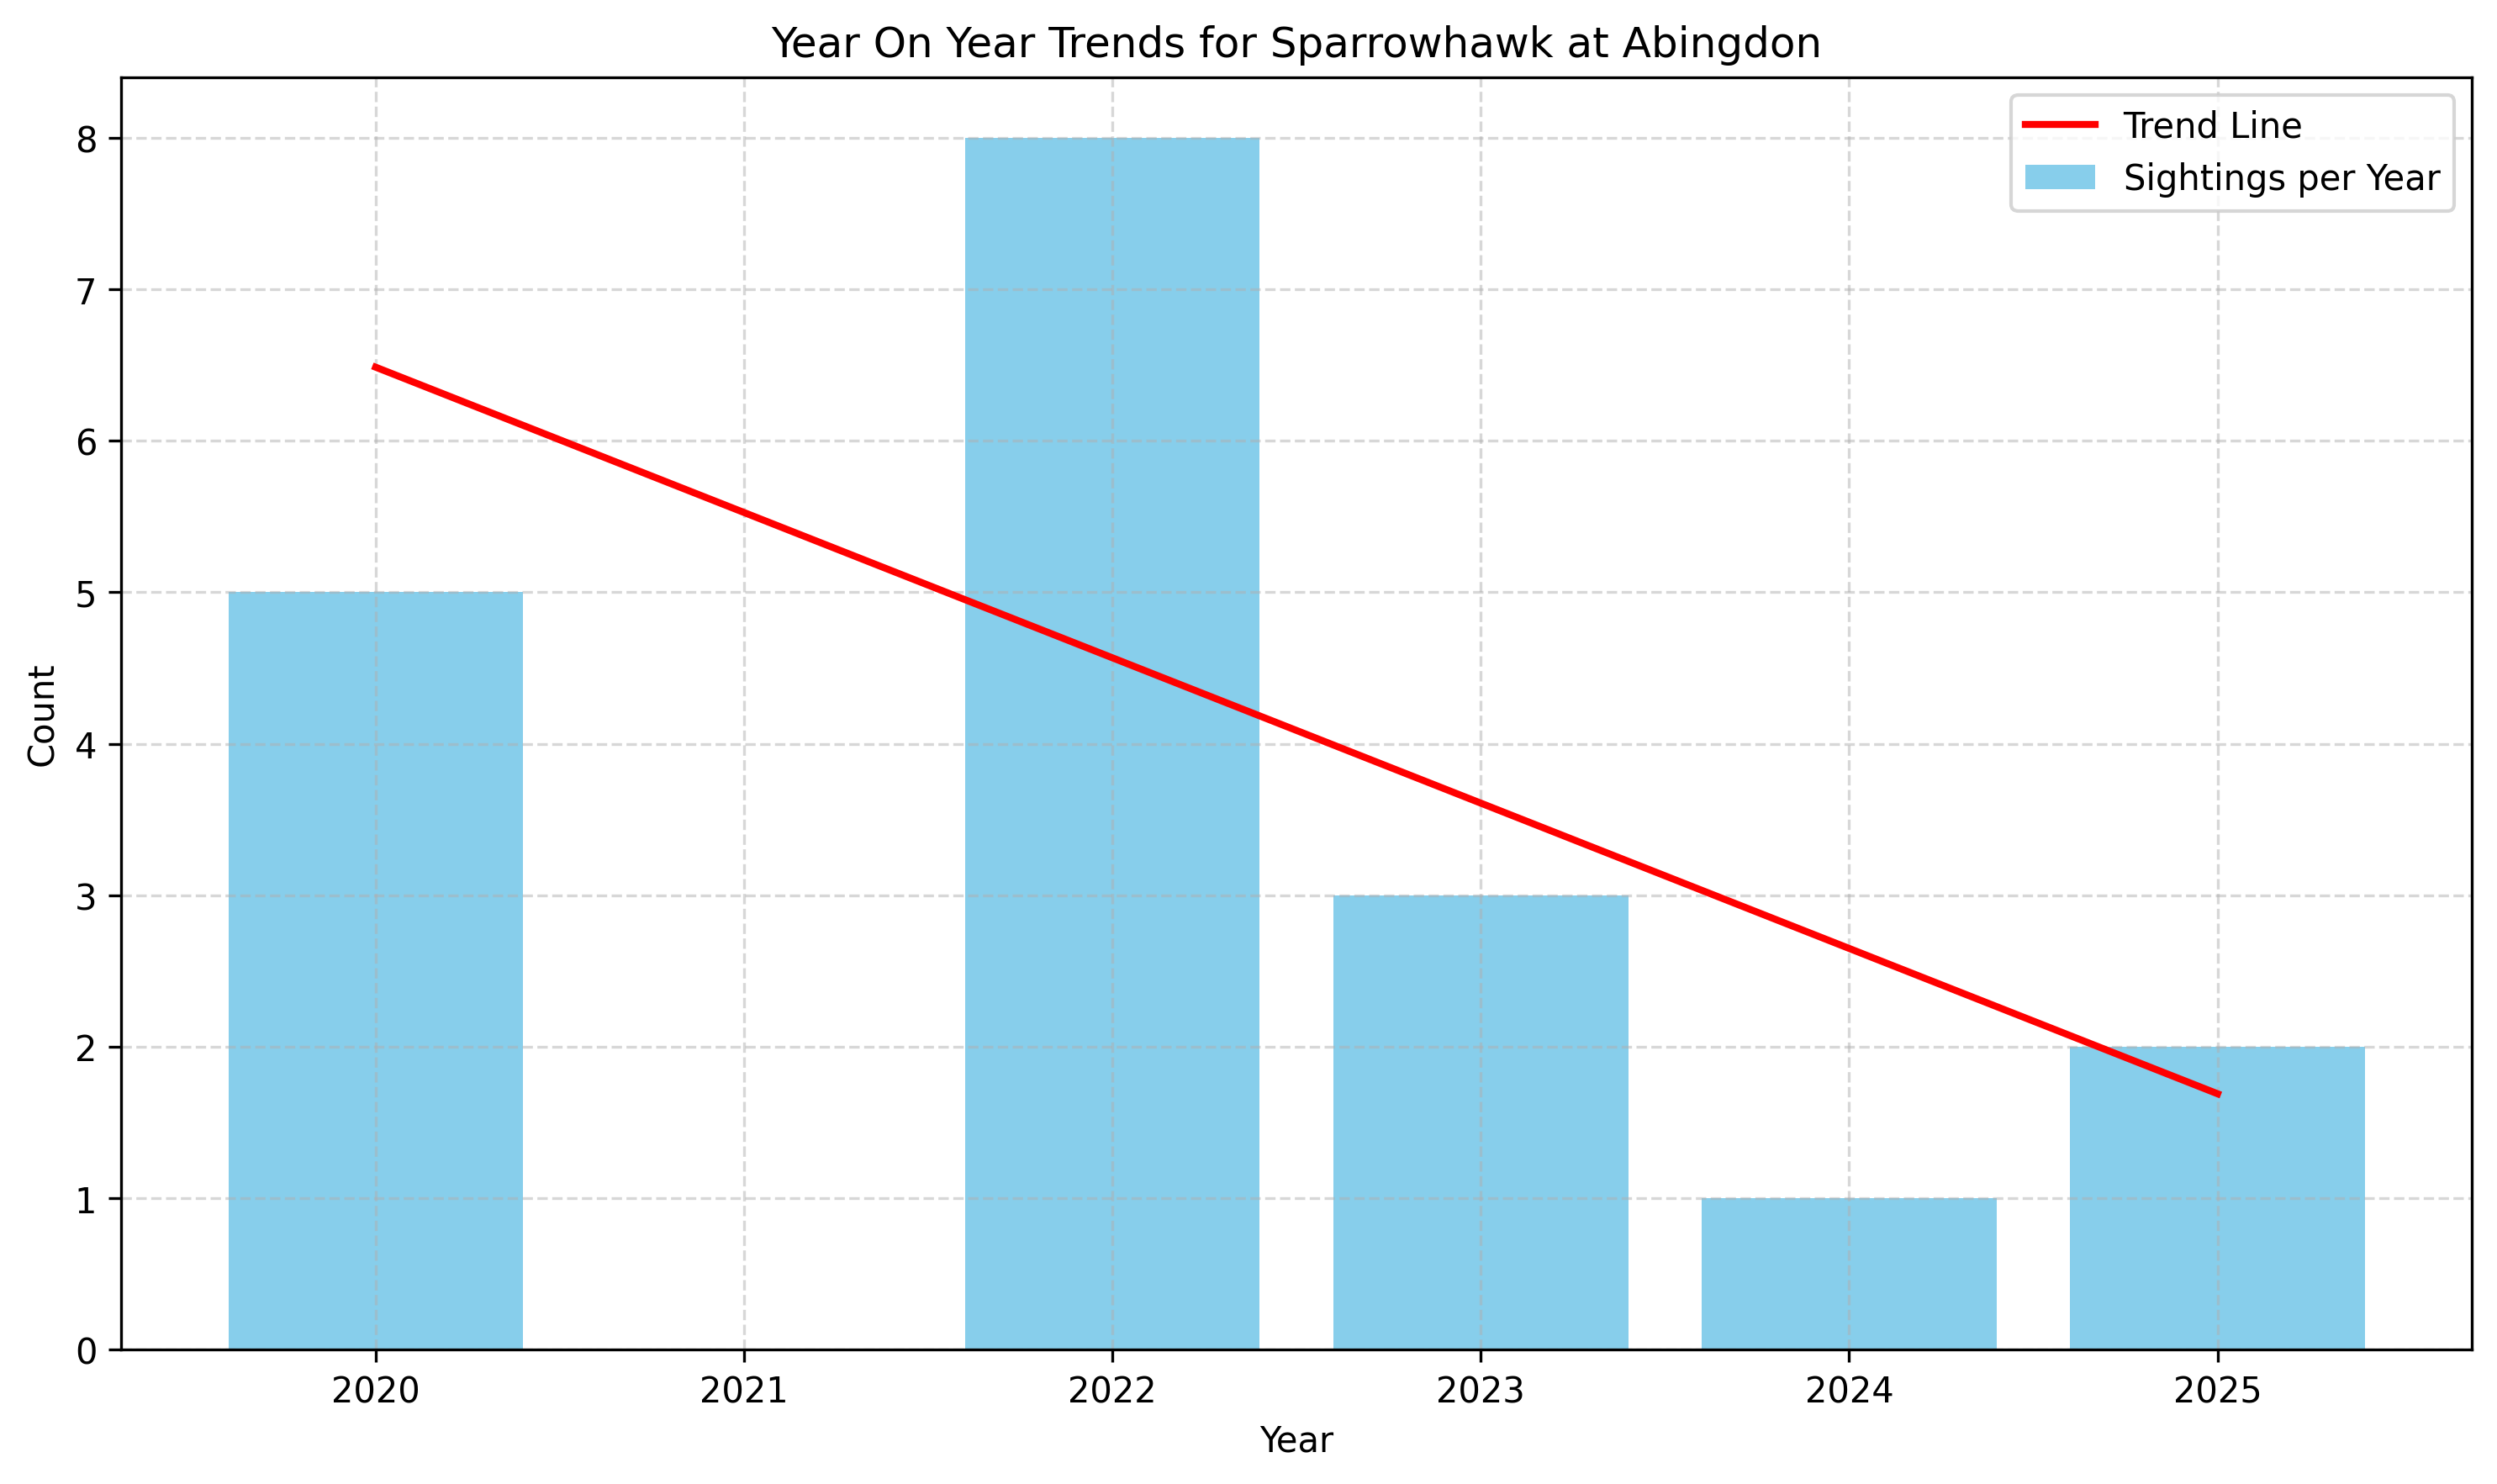 Year On Year Trends for Sparrowhawk at Abingdon
Trend Line
Sightings per Year
8
7
6
5
4
3
2
1
0
Count
2020 2021 2022 2023 2024 2025
Year